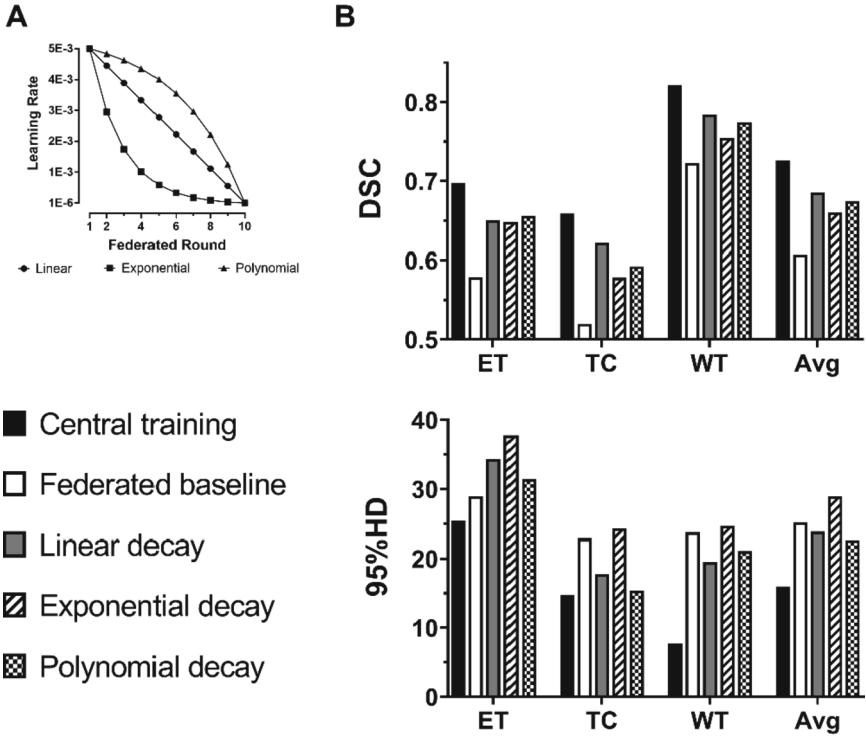 A
5E-3
4E-3
3E-3
2E-3
1E-3
1E-6
Learning Rate
1 2 4 6 8 10
Federated Round
Linear Exponential Polynomial
B
DSC
0.8
0.7
0.6
0.5
ET TC WT Avg
Central training
Federated baseline
Linear decay
Exponential decay
Polynomial decay
95%HD
40
30
20
10
0
ET TC WT Avg